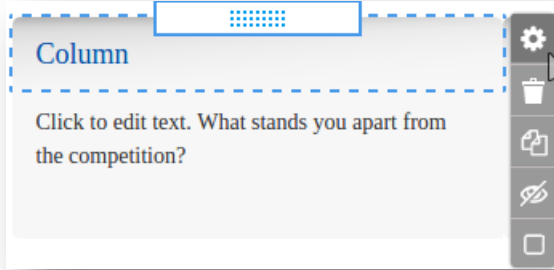 Column
Click to edit text. What stands you apart from
the competition?